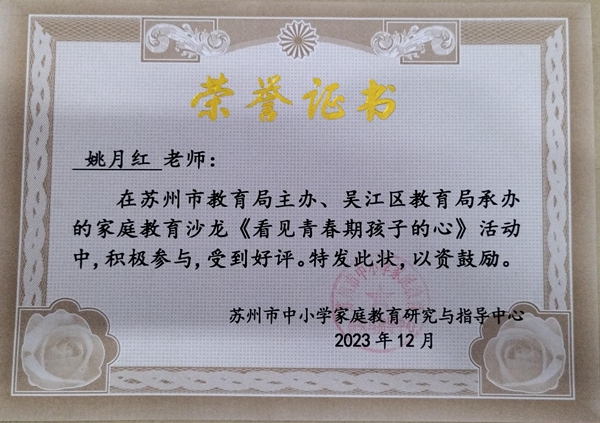 荣誉证书
姚月红 老师：
在苏州市教育局主办、吴江区教育局承办
的家庭教育沙龙《看见青春期孩子的心》活动
中，积极参与，受到好评。特发此状，以资鼓励。
苏州市中小学家庭教育研究与指导中心
2023年12月